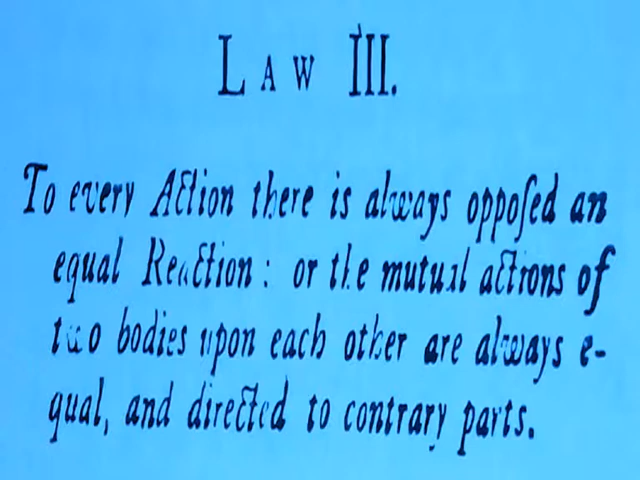 LAW III.
To every Action there is always oppoſed an
equal Reaction: or the mutual actions of
two bodies upon each other are always e-
qual, and directed to contrary parts.